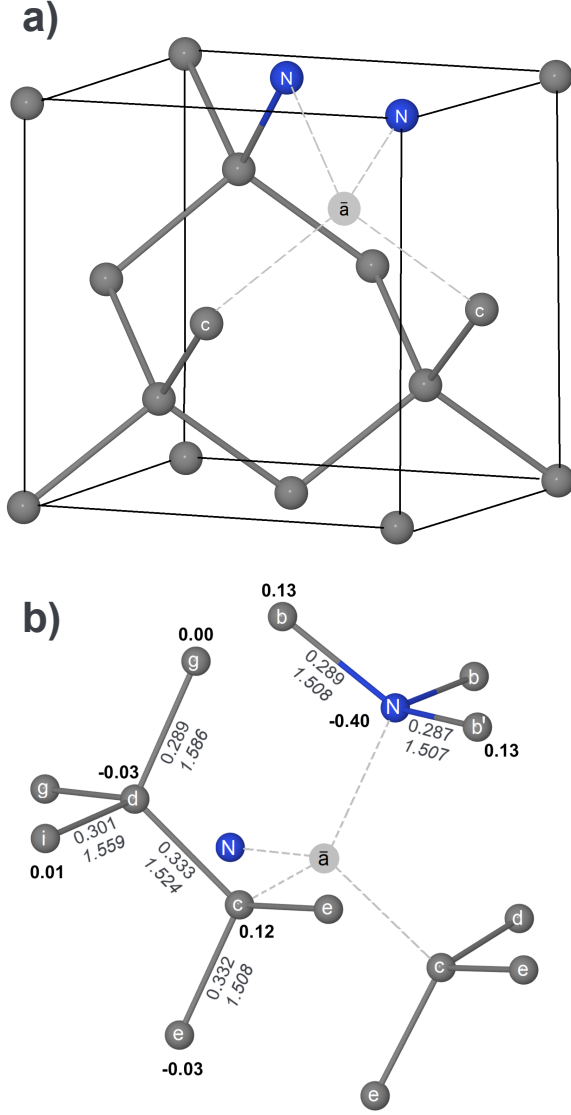 a)
N
N
ā
c
c
b)
0.13
b
0.00
g
0.289
1.508
b
N
-0.40
b'
0.287
1.507
0.13
0.289
1.586
-0.03
g
d
i
0.301
1.559
0.01
0.333
1.524
N
ā
c
e
0.12
d
c
e
0.332
1.508
e
-0.03
e